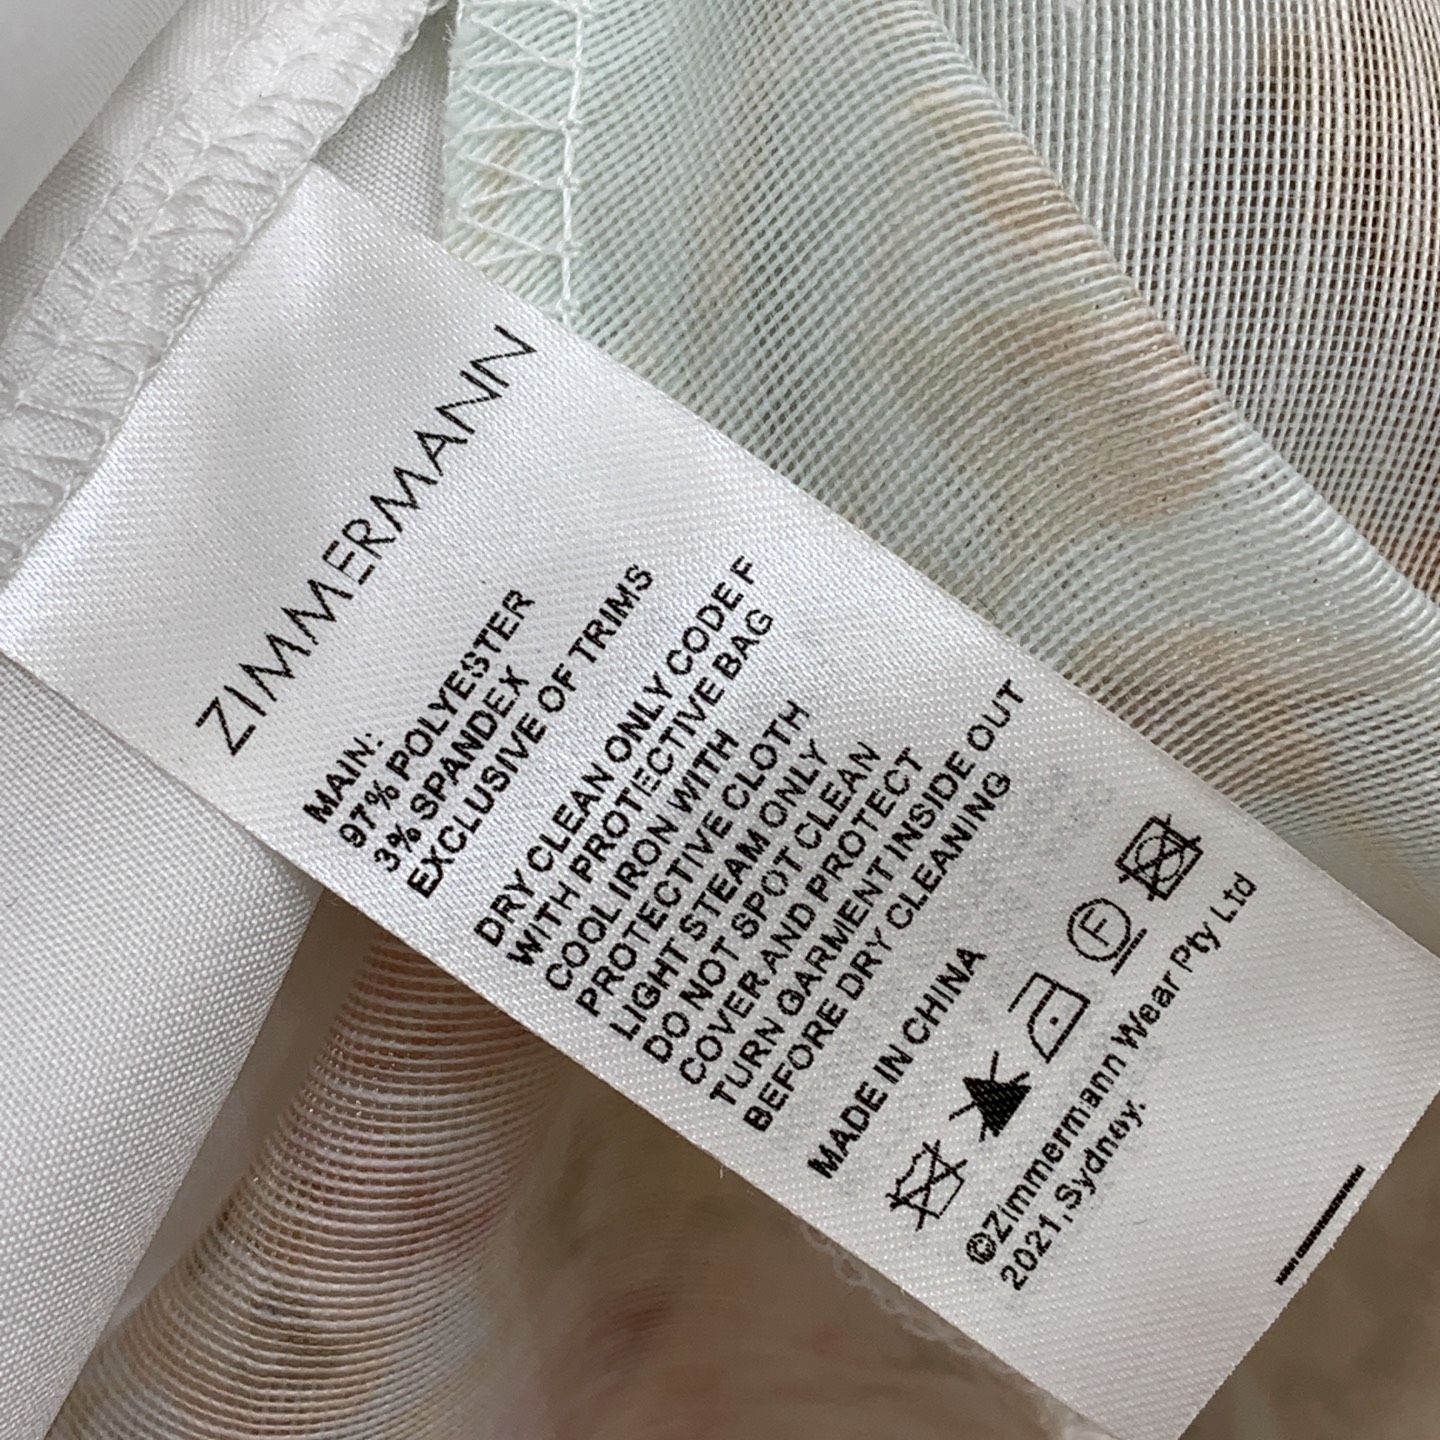 ZIMMERMANN
MAIN:
97% POLYESTER
3% SPANDEX
EXCLUSIVE OF TRIMS
DRY CLEAN ONLY CODE F
WITH PROTECTIVE BAG
COOL IRON WITH
PROTECTIVE CLOTH
LIGHT STEAM ONLY
DO NOT SPOT CLEAN
COVER AND PROTECT
TURN GARMENT INSIDE OUT
BEFORE DRY CLEANING
MADE IN CHINA
F
©Zimmermann Wear Pty Ltd
2021, Sydney.